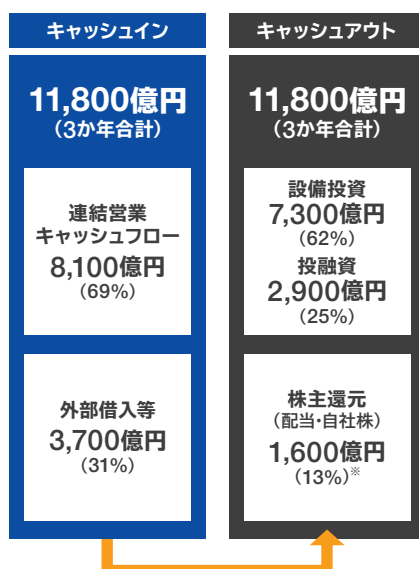 キャッシュイン
11,800億円
（3か年合計）
連結営業
キャッシュフロー
8,100億円
（69%）
外部借入等
3,700億円
（31%）
キャッシュアウト
11,800億円
（3か年合計）
設備投資
7,300億円
（62%）
投融資
2,900億円
（25%）
株主還元
（配当・自社株）
1,600億円
（13%）※